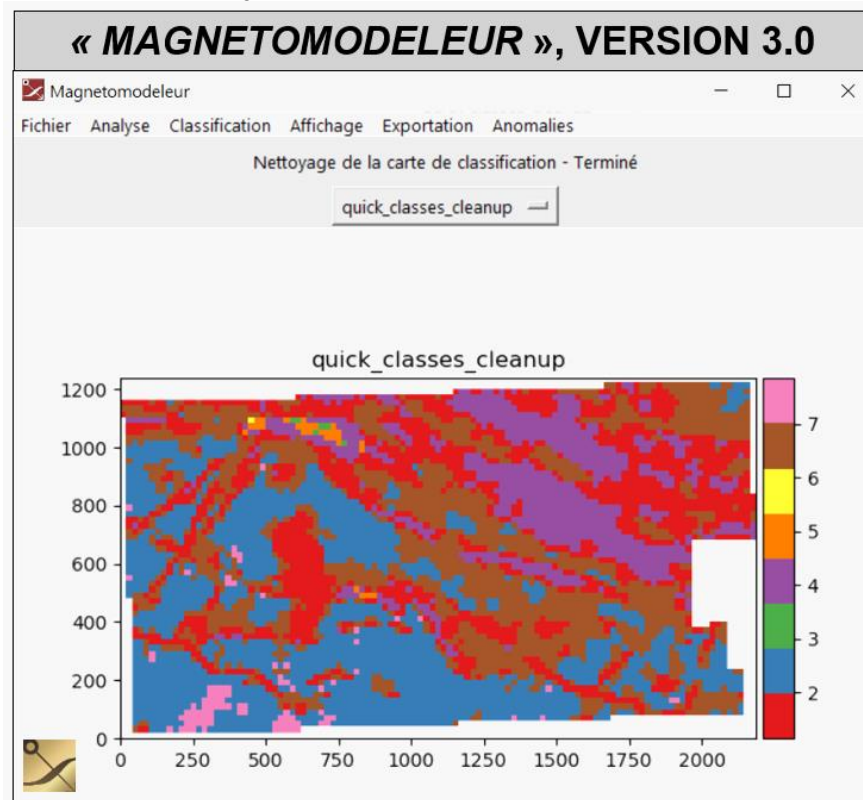 « MAGNETOMODELEUR », VERSION 3.0
Magnetomodeleur
Fichier Analyse Classification Affichage Exportation Anomalies
Nettoyage de la carte de classification - Terminé
quick_classes_cleanup
quick_classes_cleanup
1200
1000
800
600
400
200
0
0 250 500 750 1000 1250 1500 1750 2000
7
6
5
4
3
2